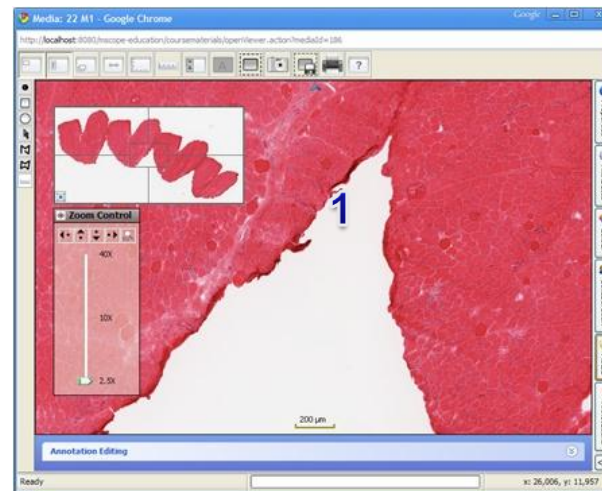 Media: 22 M1 - Google Chrome
Google
http://localhost:8080/mscope-education/coursematerials/openViewer.action?mediaId=186
A
?
1
Zoom Control
40X
10X
2.5X
200 µm
Annotation Editing
Ready
x: 26,006, y: 11,957